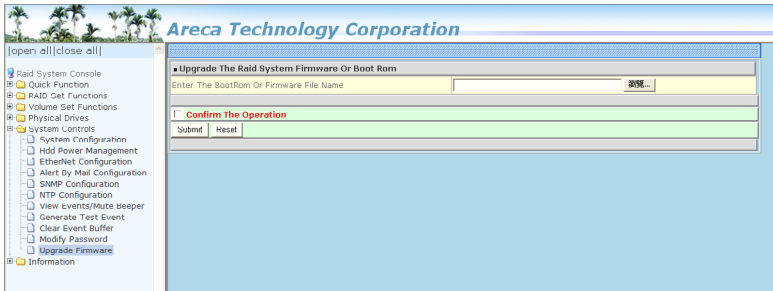 Areca Technology Corporation
|open all|close all|
Raid System Console
Quick Function
RAID Set Functions
Volume Set Functions
Physical Drives
System Controls
System Configuration
Hdd Power Management
EtherNet Configuration
Alert By Mail Configuration
SNMP Configuration
NTP Configuration
View Events/Mute Beeper
Generate Test Event
Clear Event Buffer
Modify Password
Upgrade Firmware
Information
Upgrade The Raid System Firmware Or Boot Rom
Enter The BootRom Or Firmware File Name
瀏覽...
Confirm The Operation
Submit Reset